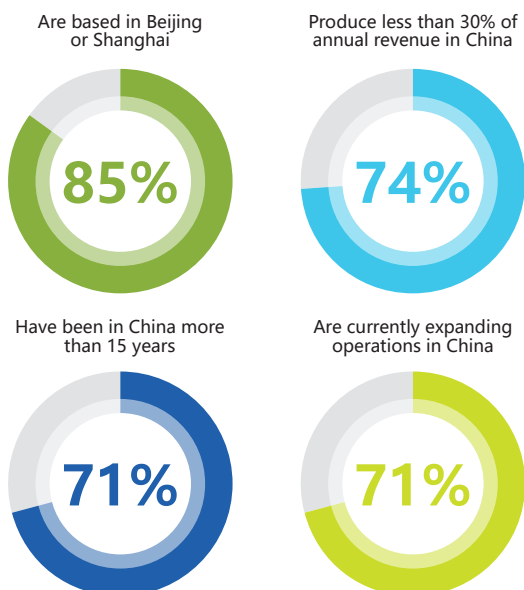 Are based in Beijing
or Shanghai
85%
Produce less than 30% of
annual revenue in China
74%
Have been in China more
than 15 years
71%
Are currently expanding
operations in China
71%